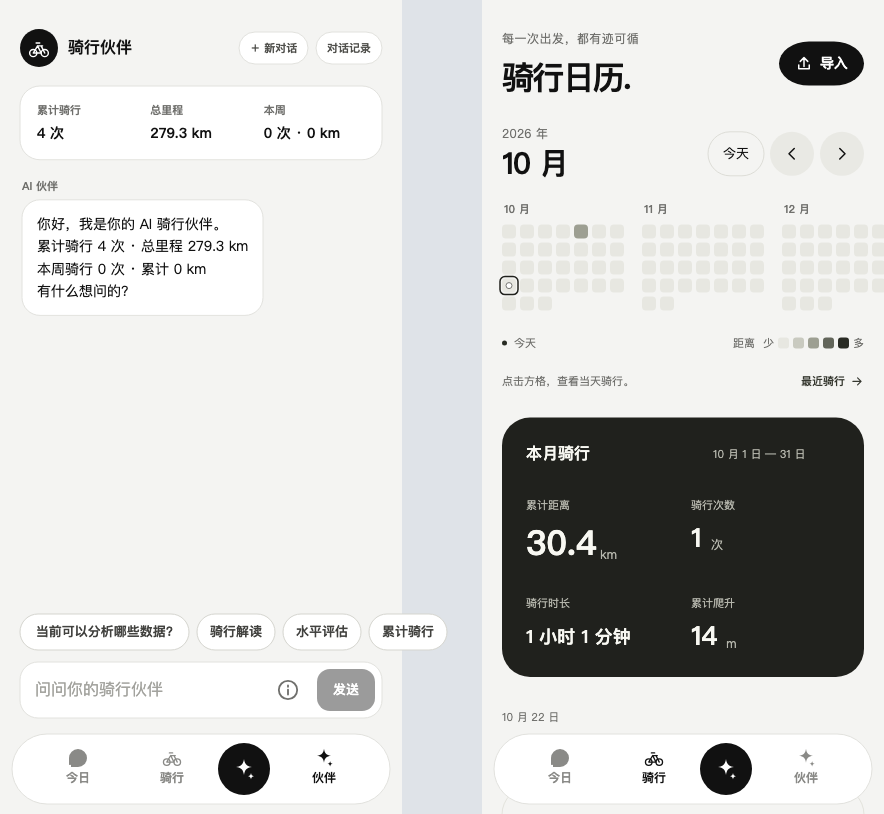 骑行伙伴
+ 新对话
对话记录
累计骑行
总里程
本周
4 次
279.3 km
0 次 · 0 km
AI 伙伴
你好，我是你的 AI 骑行伙伴。
累计骑行 4 次 · 总里程 279.3 km
本周骑行 0 次 · 累计 0 km
有什么想问的?
当前可以分析哪些数据?
骑行解读
水平评估
累计骑行
问问你的骑行伙伴
发送
今日
骑行
伙伴
每一次出发，都有迹可循
骑行日历.
导入
2026 年
10 月
今天
10 月
11 月
12 月
今天
距离 少
多
点击方格，查看当天骑行。
最近骑行 →
本月骑行
10 月 1 日 — 31 日
累计距离
骑行次数
30.4 km
1 次
骑行时长
累计爬升
1 小时 1 分钟
14 m
10 月 22 日
今日
骑行
伙伴